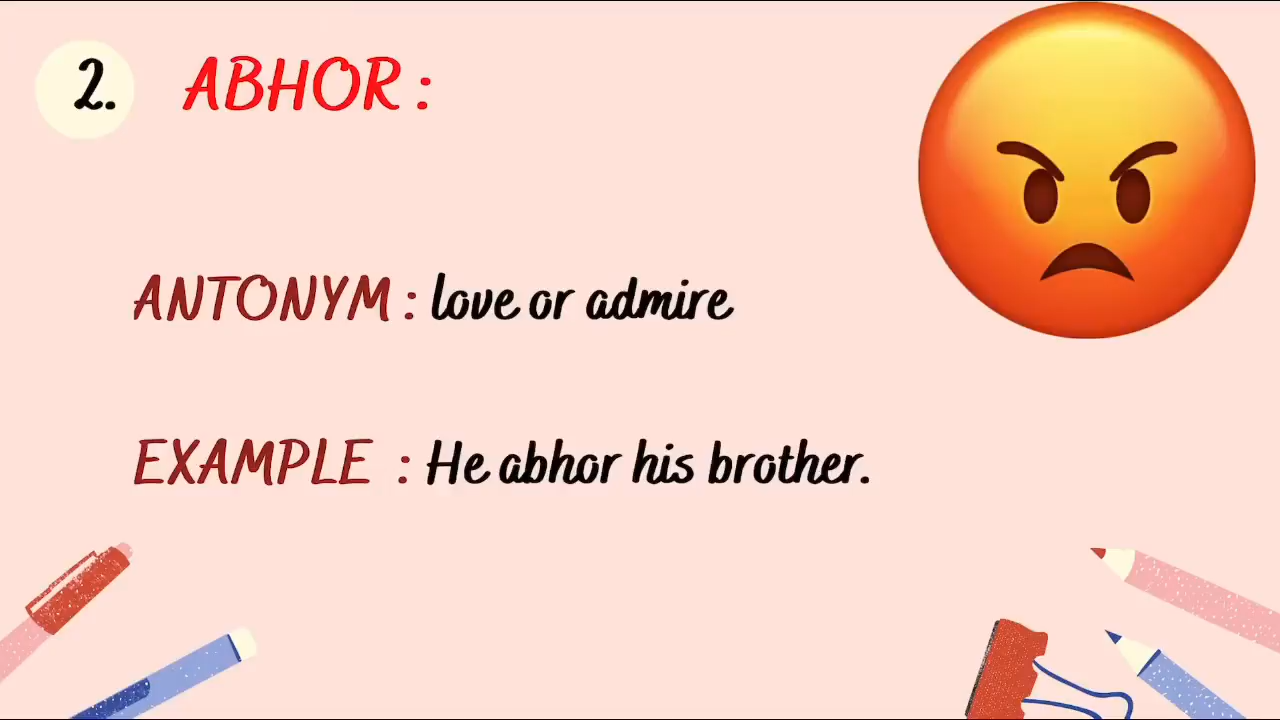 2. ABHOR :
ANTONYM : love or admire
EXAMPLE : He abhor his brother.